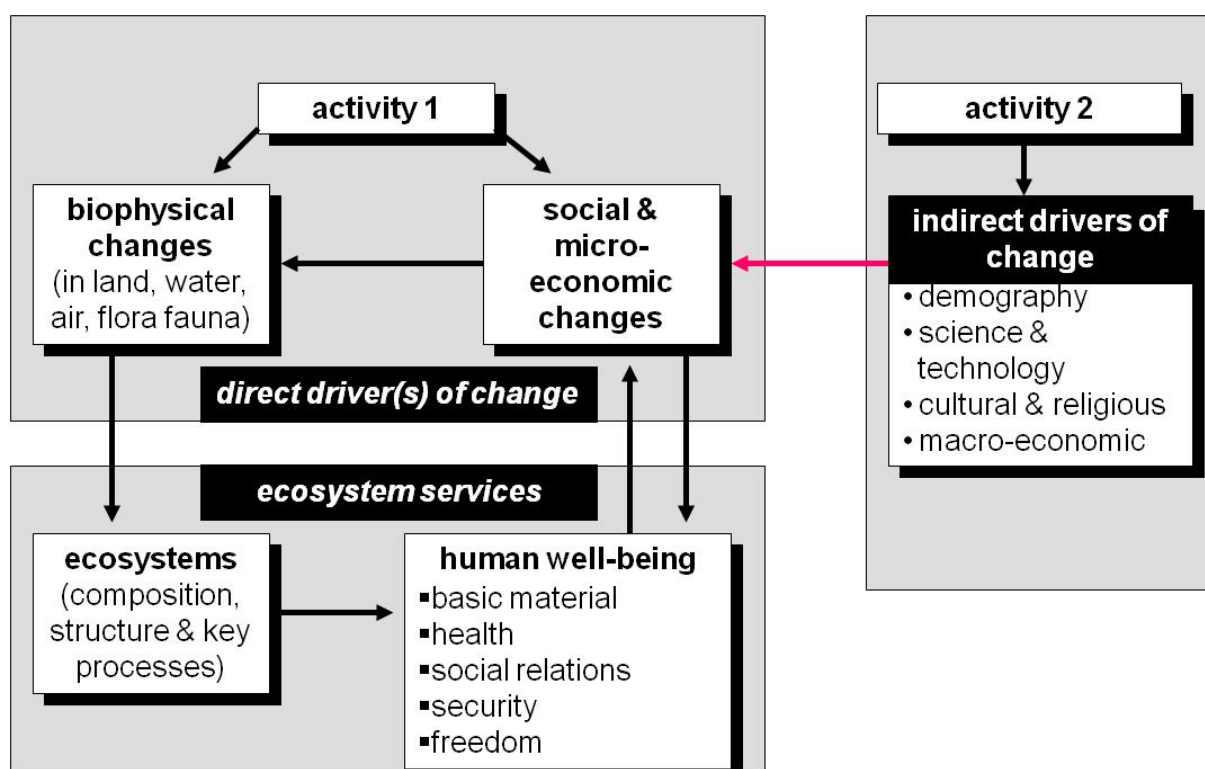 activity 1
activity 2
biophysical
changes
(in land, water,
air, flora fauna)
social &
micro-
economic
changes
indirect drivers of
change
• demography
• science &
technology
• cultural & religious
• macro-economic
direct driver(s) of change
ecosystem services
ecosystems
(composition,
structure & key
processes)
human well-being
▪basic material
▪health
▪social relations
▪security
▪freedom